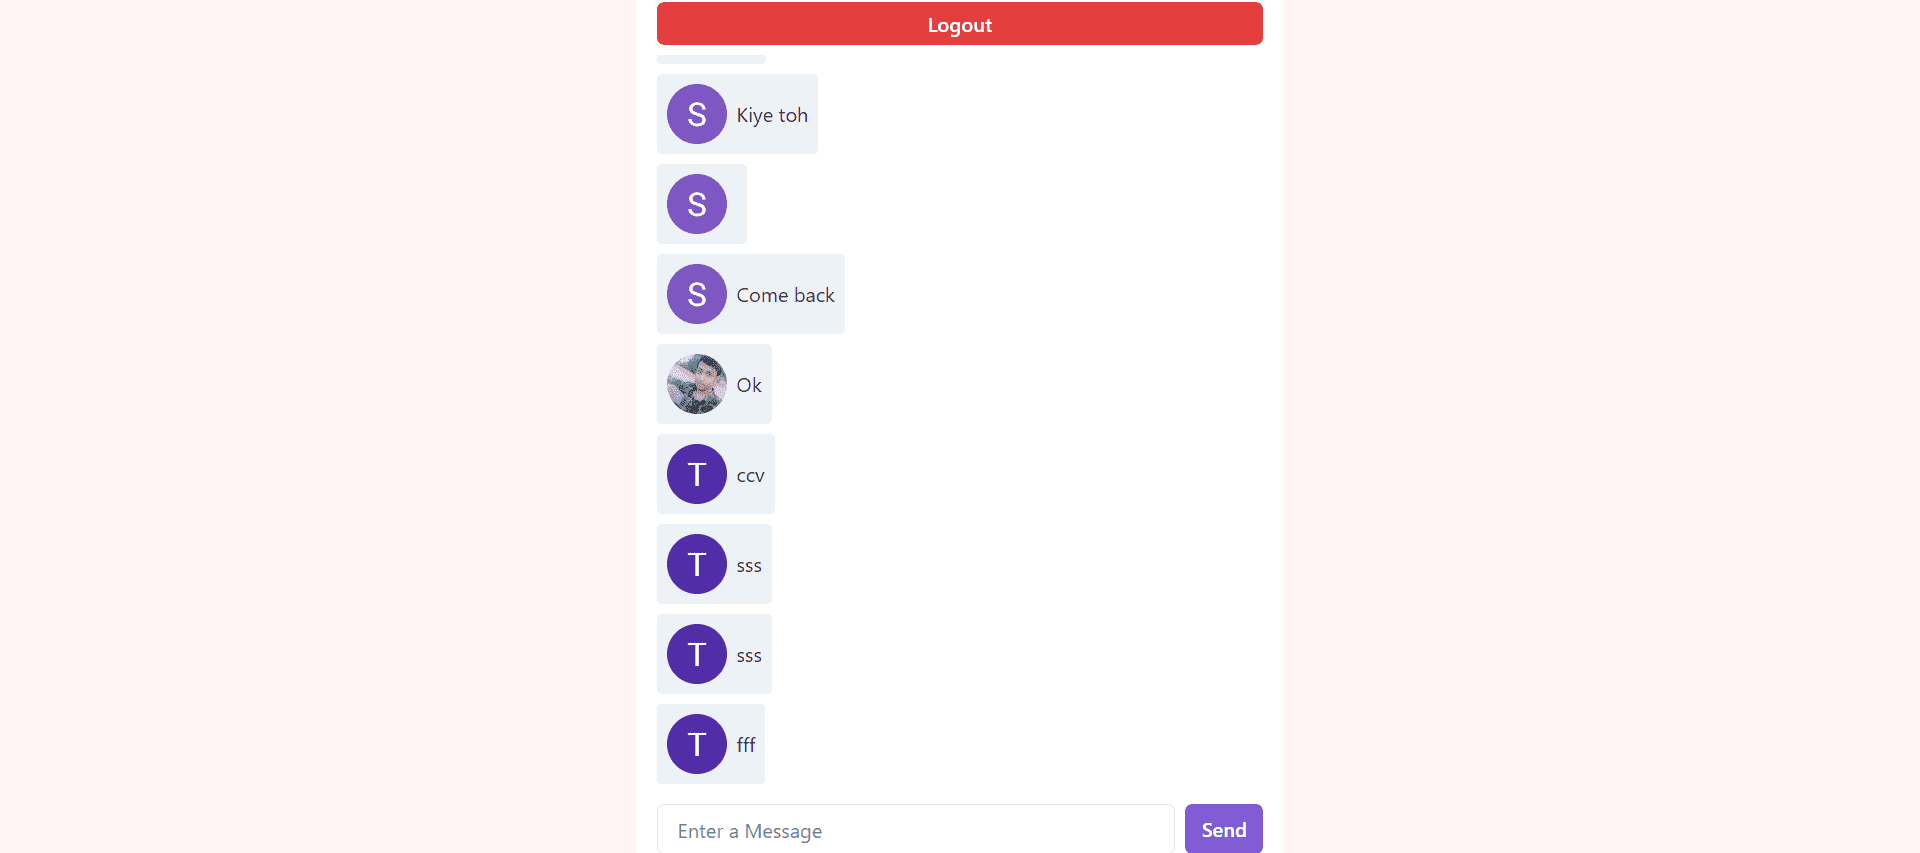 Logout
S Kiye toh
S
S Come back
Ok
T ccv
T sss
T sss
T fff
Enter a Message Send